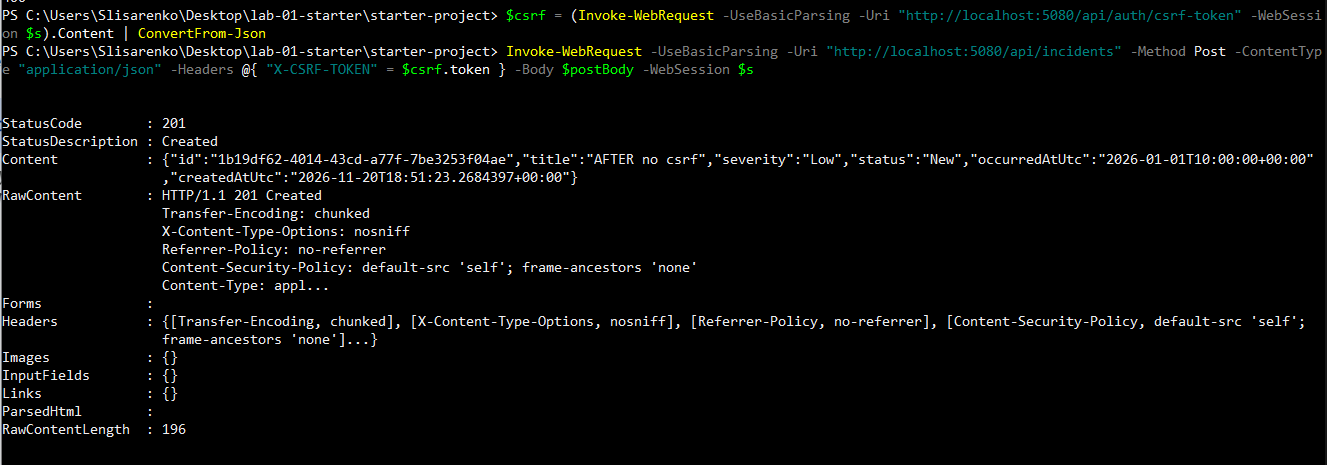 PS C:\Users\Slisarenko\Desktop\lab-01-starter\starter-project> $csrf = (Invoke-WebRequest -UseBasicParsing -Uri "http://localhost:5080/api/auth/csrf-token" -WebSessi
on $s).Content | ConvertFrom-Json
PS C:\Users\Slisarenko\Desktop\lab-01-starter\starter-project> Invoke-WebRequest -UseBasicParsing -Uri "http://localhost:5080/api/incidents" -Method Post -ContentTyp
e "application/json" -Headers @{ "X-CSRF-TOKEN" = $csrf.token } -Body $postBody -WebSession $s
StatusCode : 201
StatusDescription : Created
Content : {"id":"1b19df62-4014-43cd-a77f-7be3253f04ae","title":"AFTER no csrf","severity":"Low","status":"New","occurredAtUtc":"2026-01-01T10:00:00+00:00"
,"createdAtUtc":"2026-11-20T18:51:23.2684397+00:00"}
RawContent : HTTP/1.1 201 Created
Transfer-Encoding: chunked
X-Content-Type-Options: nosniff
Referrer-Policy: no-referrer
Content-Security-Policy: default-src 'self'; frame-ancestors 'none'
Content-Type: appl...
Forms :
Headers : {[Transfer-Encoding, chunked], [X-Content-Type-Options, nosniff], [Referrer-Policy, no-referrer], [Content-Security-Policy, default-src 'self';
frame-ancestors 'none']...}
Images : {}
InputFields : {}
Links : {}
ParsedHtml :
RawContentLength : 196